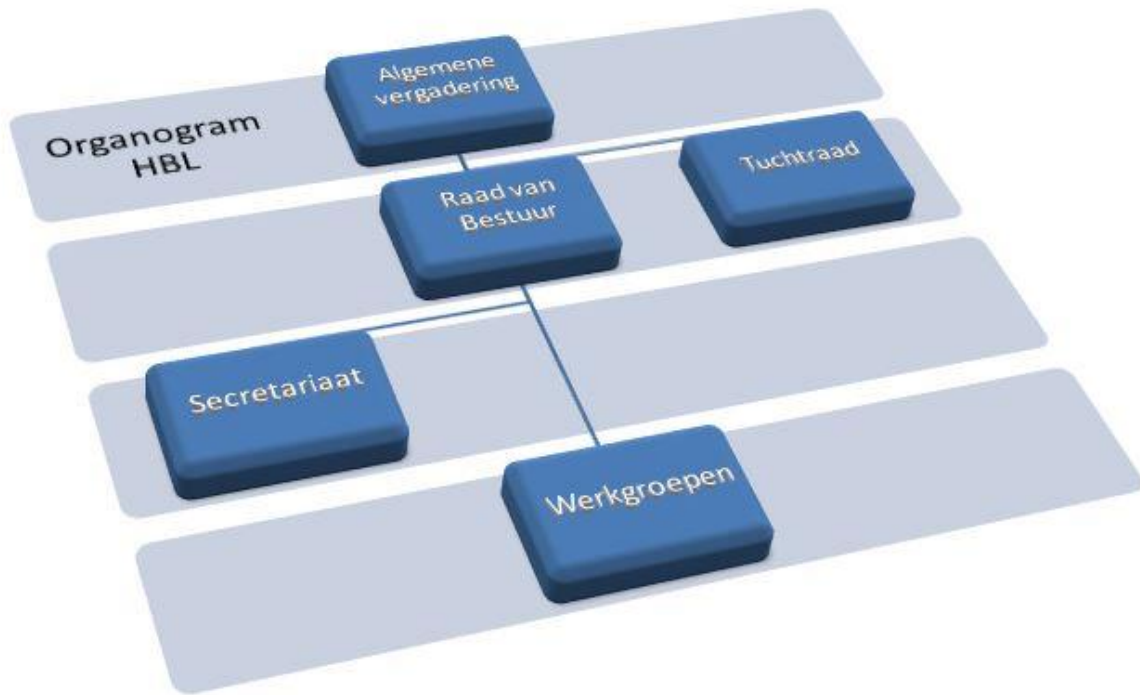 Algemene
vergadering
Organogram
HBL
Tuchtraad
Raad van
Bestuur
Secretariaat
Werkgroepen